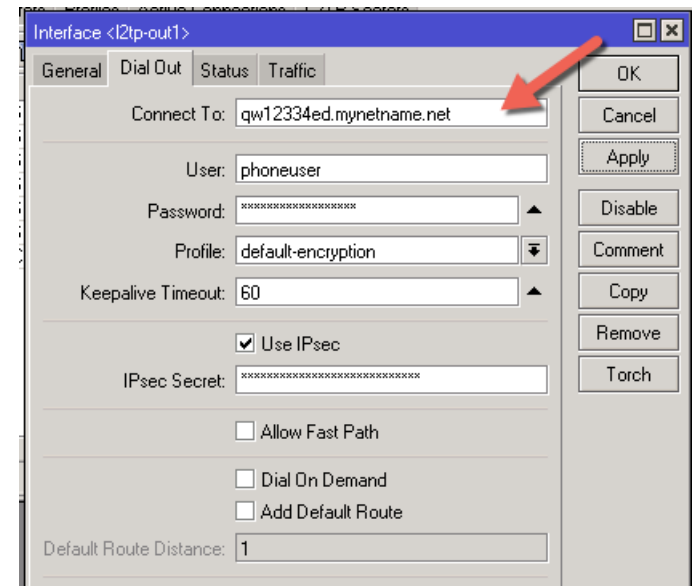 Interface <l2tp-out1>
General Dial Out Status Traffic
OK
Connect To: qw12334ed.mynetname.net
Cancel
User: phoneuser
Apply
Password: ******************
Disable
Profile: default-encryption
Comment
Keepalive Timeout: 60
Copy
Use IPsec
Remove
IPsec Secret: ****************************
Torch
Allow Fast Path
Dial On Demand
Add Default Route
Default Route Distance: 1